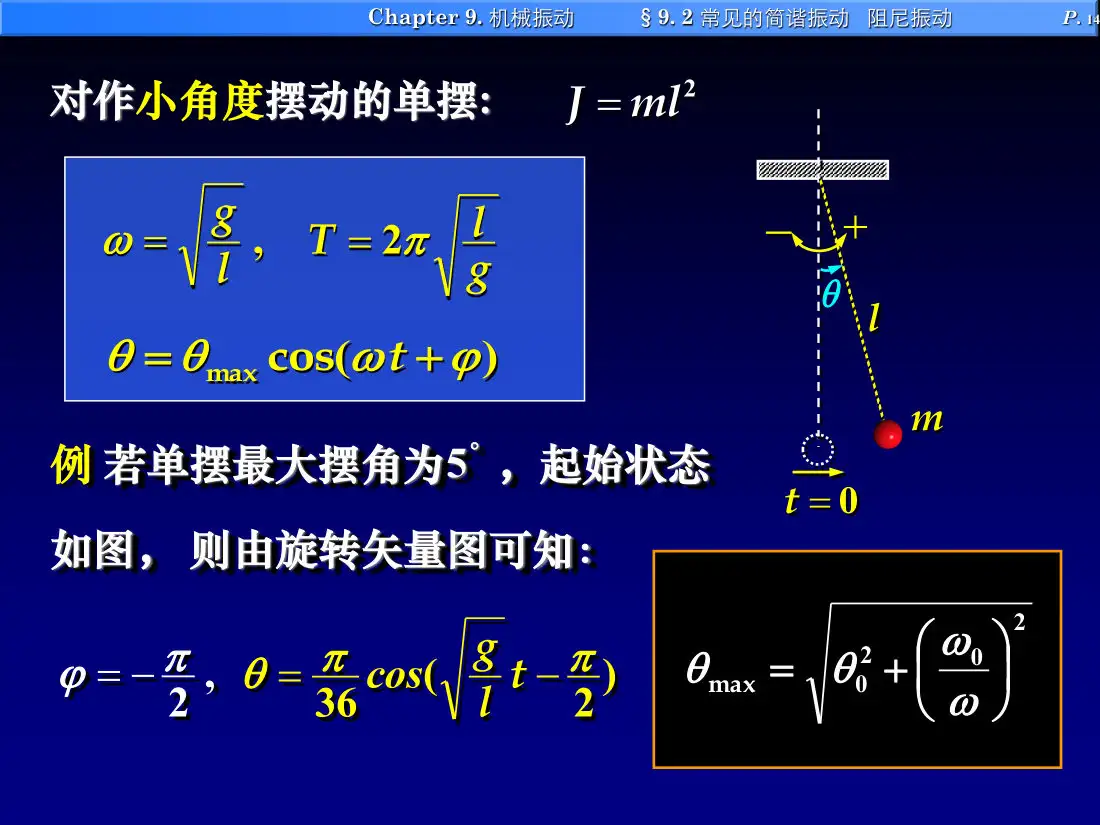 Chapter 9. 机械振动 §9.2 常见的简谐振动 阻尼振动 P. 14
对作小角度摆动的单摆: J = ml²
ω = √(g/l) , T = 2π√(l/g)
θ = θmax cos(ωt + φ)
− +
θ
l
m
t = 0
例 若单摆最大摆角为5°，起始状态
如图， 则由旋转矢量图可知:
φ = −π/2 , θ = π/36 cos(√(g/l) t − π/2)
θmax = √(θ₀² + (ω₀/ω)²)